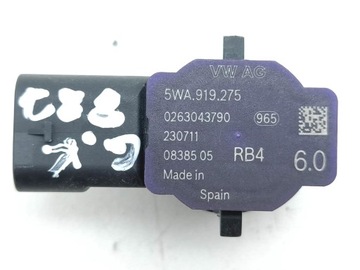 VW AG
5WA.919.275
0263043790 965
230711
08385 05 RB4 6.0
Made in
Spain